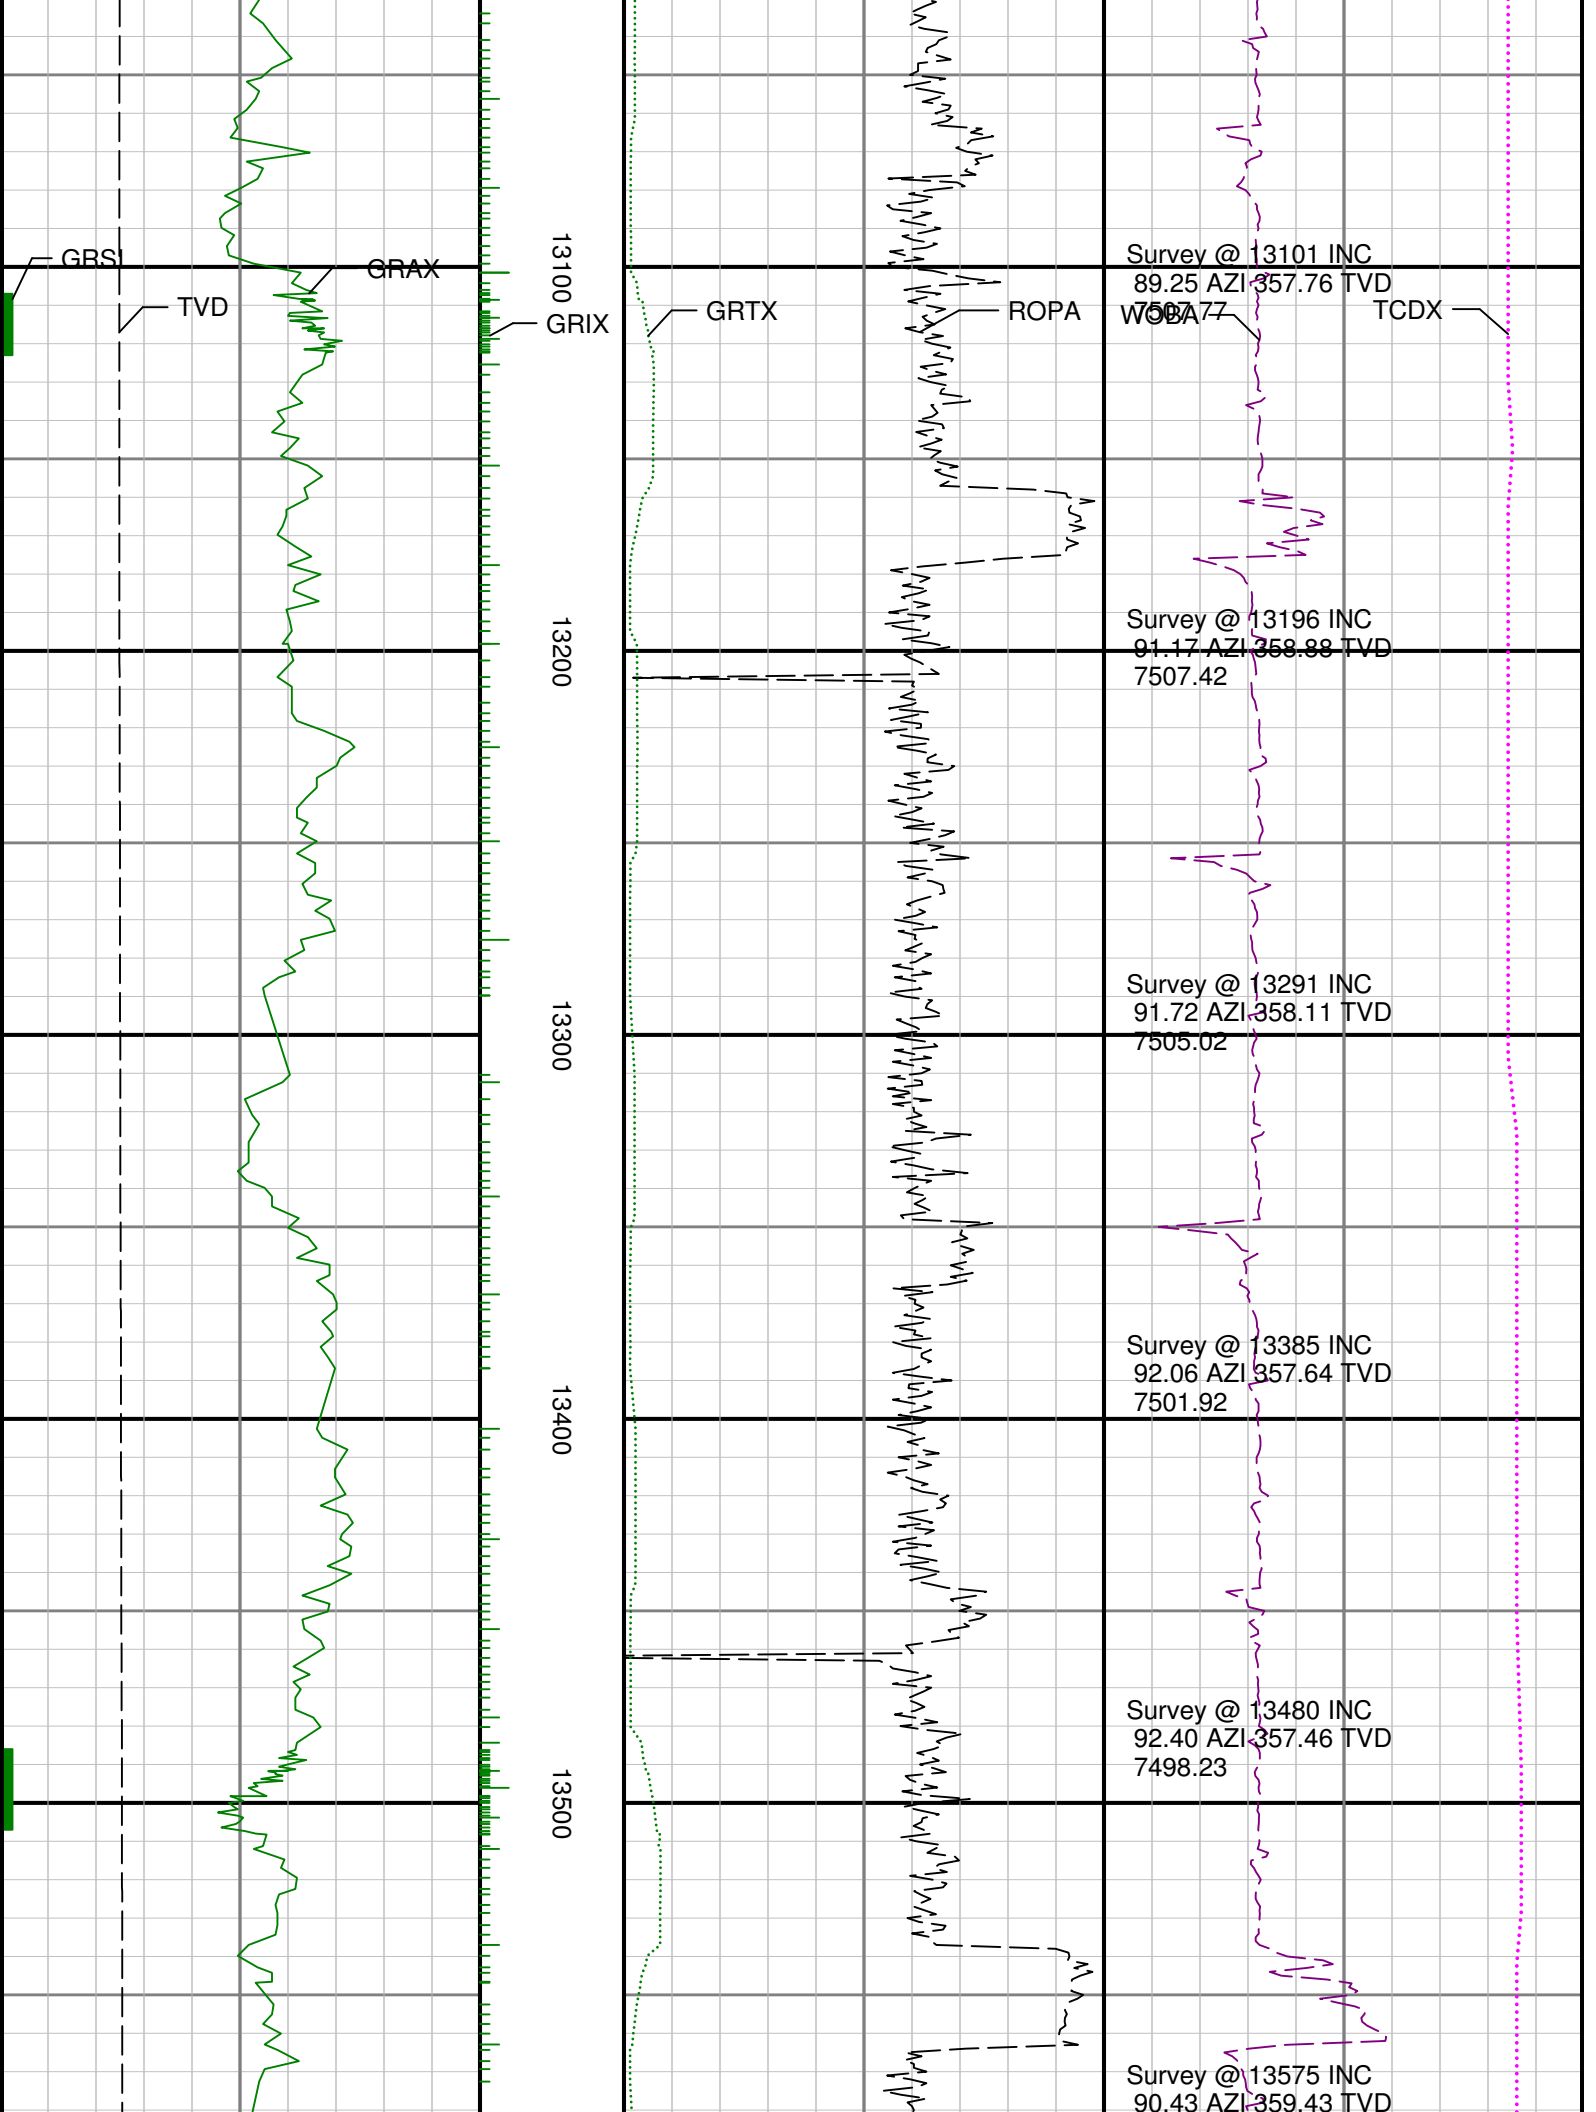 13100
Survey @ 13101 INC
89.25 AZI 357.76 TVD
7507.77
GRSI
GRAX
TVD
GRIX
GRTX
ROPA
WOBA
TCDX
Survey @ 13196 INC
91.17 AZI 358.88 TVD
7507.42
13200
Survey @ 13291 INC
91.72 AZI 358.11 TVD
7505.02
13300
Survey @ 13385 INC
92.06 AZI 357.64 TVD
7501.92
13400
Survey @ 13480 INC
92.40 AZI 357.46 TVD
7498.23
13500
Survey @ 13575 INC
90.43 AZI 359.43 TVD